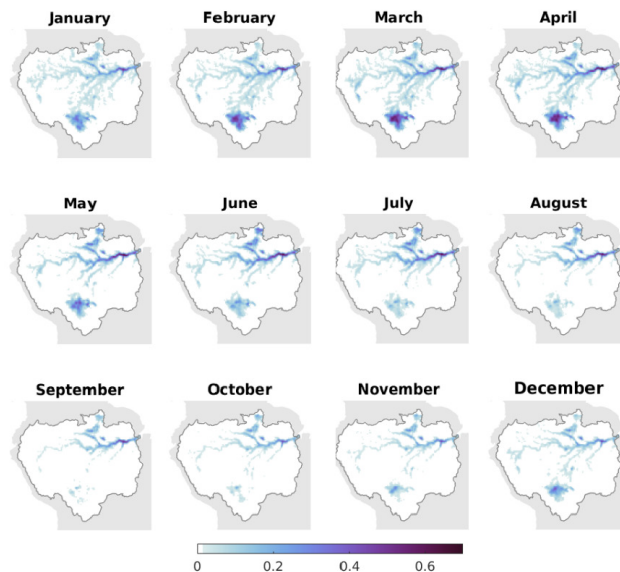 January February March April
May June July August
September October November December
0 0.2 0.4 0.6